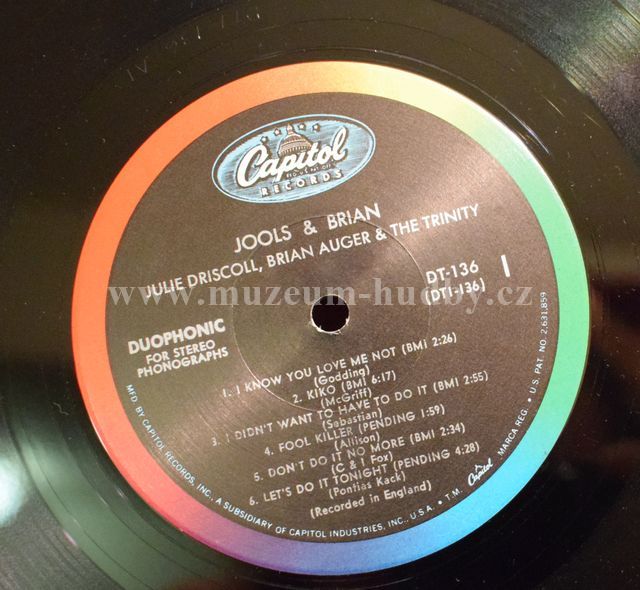 Capitol
RECORDS
JOOLS & BRIAN
JULIE DRISCOLL, BRIAN AUGER & THE TRINITY
DT-136
(DT1-136)
1
DUOPHONIC
FOR STEREO
PHONOGRAPHS
www.muzeum-hudby.cz
1. I KNOW YOU LOVE ME NOT (BMI 2:26)
(Godding)
2. KIKO (BMI 6:17)
(McGriff)
3. I DIDN'T WANT TO HAVE TO DO IT (BMI 2:55)
(Sebastian)
4. FOOL KILLER (PENDING 1:59)
(Allison)
5. DON'T DO IT NO MORE (BMI 2:34)
(C & I Fox)
6. LET'S DO IT TONIGHT (PENDING 4:28)
(Pontias Kack)
(Recorded in England)
MFD. BY CAPITOL RECORDS, INC., A SUBSIDIARY OF CAPITOL INDUSTRIES, INC., U.S.A. • T.M. Capitol MARCA REG. • U.S. PAT. NO. 2,631,859